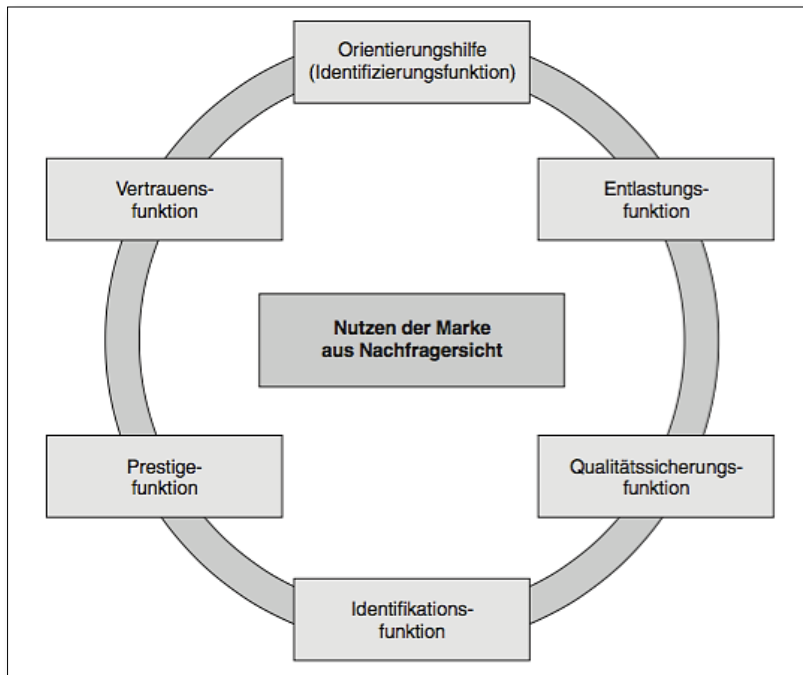 Orientierungshilfe
(Identifizierungsfunktion)
Vertrauens-
funktion
Entlastungs-
funktion
Nutzen der Marke
aus Nachfragersicht
Prestige-
funktion
Qualitätssicherungs-
funktion
Identifikations-
funktion